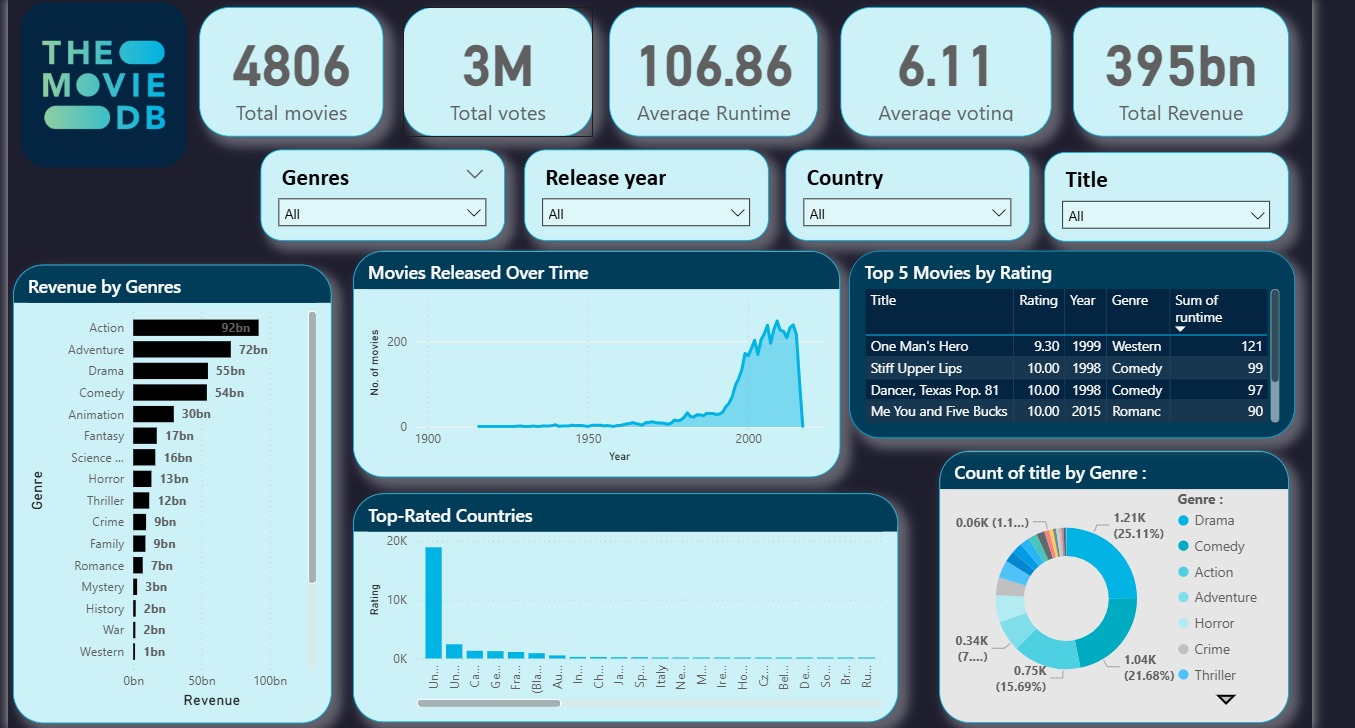 THE
MOVIE
DB
4806
Total movies
3M
Total votes
106.86
Average Runtime
6.11
Average voting
395bn
Total Revenue
Genres
All
Release year
All
Country
All
Title
All
Revenue by Genres
Action 92bn
Adventure 72bn
Drama 55bn
Comedy 54bn
Animation 30bn
Fantasy 17bn
Science ... 16bn
Horror 13bn
Thriller 12bn
Crime 9bn
Family 9bn
Romance 7bn
Mystery 3bn
History 2bn
War 2bn
Western 1bn
0bn 50bn 100bn
Revenue
Genre
Movies Released Over Time
No. of movies
200
0
1900 1950 2000
Year
Top 5 Movies by Rating
Title Rating Year Genre Sum of
runtime
One Man's Hero 9.30 1999 Western 121
Stiff Upper Lips 10.00 1998 Comedy 99
Dancer, Texas Pop. 81 10.00 1998 Comedy 97
Me You and Five Bucks 10.00 2015 Romanc 90
Top-Rated Countries
Rating
20K
10K
0K
Un... Un... Ca... Ge... Fra... (Bla... Au... In... Ch... Ja... Sp... Italy Ne... M... Ire... Ho... Cz... Bel... De... So... Br... Ru...
Count of title by Genre :
0.06K (1.1...)
1.21K
(25.11%)
0.34K
(7....)
0.75K
(15.69%)
1.04K
(21.68%)
Genre :
Drama
Comedy
Action
Adventure
Horror
Crime
Thriller